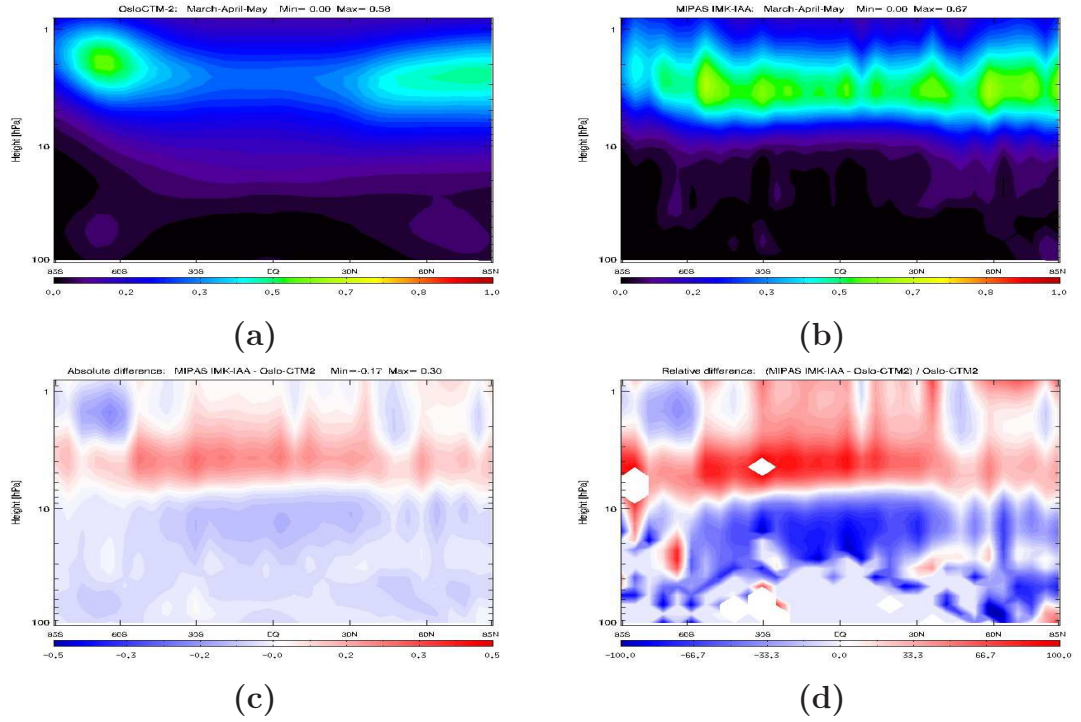 OsloCTM-2: March-April-May Min= 0.00 Max= 0.58
Height [hPa]
1
10
100
85S 60S 30S EQ 30N 60N 85N
0.0 0.2 0.3 0.5 0.7 0.8 1.0
(a)
MIPAS IMK-IAA: March-April-May Min= 0.00 Max= 0.67
Height [hPa]
1
10
100
85S 60S 30S EQ 30N 60N 85N
0.0 0.2 0.3 0.5 0.7 0.8 1.0
(b)
Absolute difference: MIPAS IMK-IAA - Oslo-CTM2 Min=-0.17 Max= 0.30
Height [hPa]
1
10
100
85S 60S 30S EQ 30N 60N 85N
-0.5 -0.3 -0.2 -0.0 0.2 0.3 0.5
(c)
Relative difference: (MIPAS IMK-IAA - Oslo-CTM2) / Oslo-CTM2
Height [hPa]
1
10
100
85S 60S 30S EQ 30N 60N 85N
-100.0 -66.7 -33.3 0.0 33.3 66.7 100.0
(d)